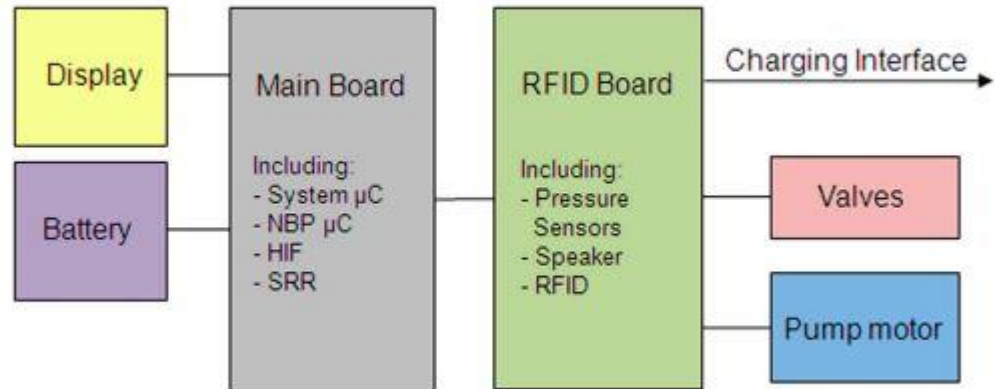 Display
Battery
Main Board
Including:
- System µC
- NBP µC
- HIF
- SRR
RFID Board
Including:
- Pressure
Sensors
- Speaker
- RFID
Charging Interface
Valves
Pump motor